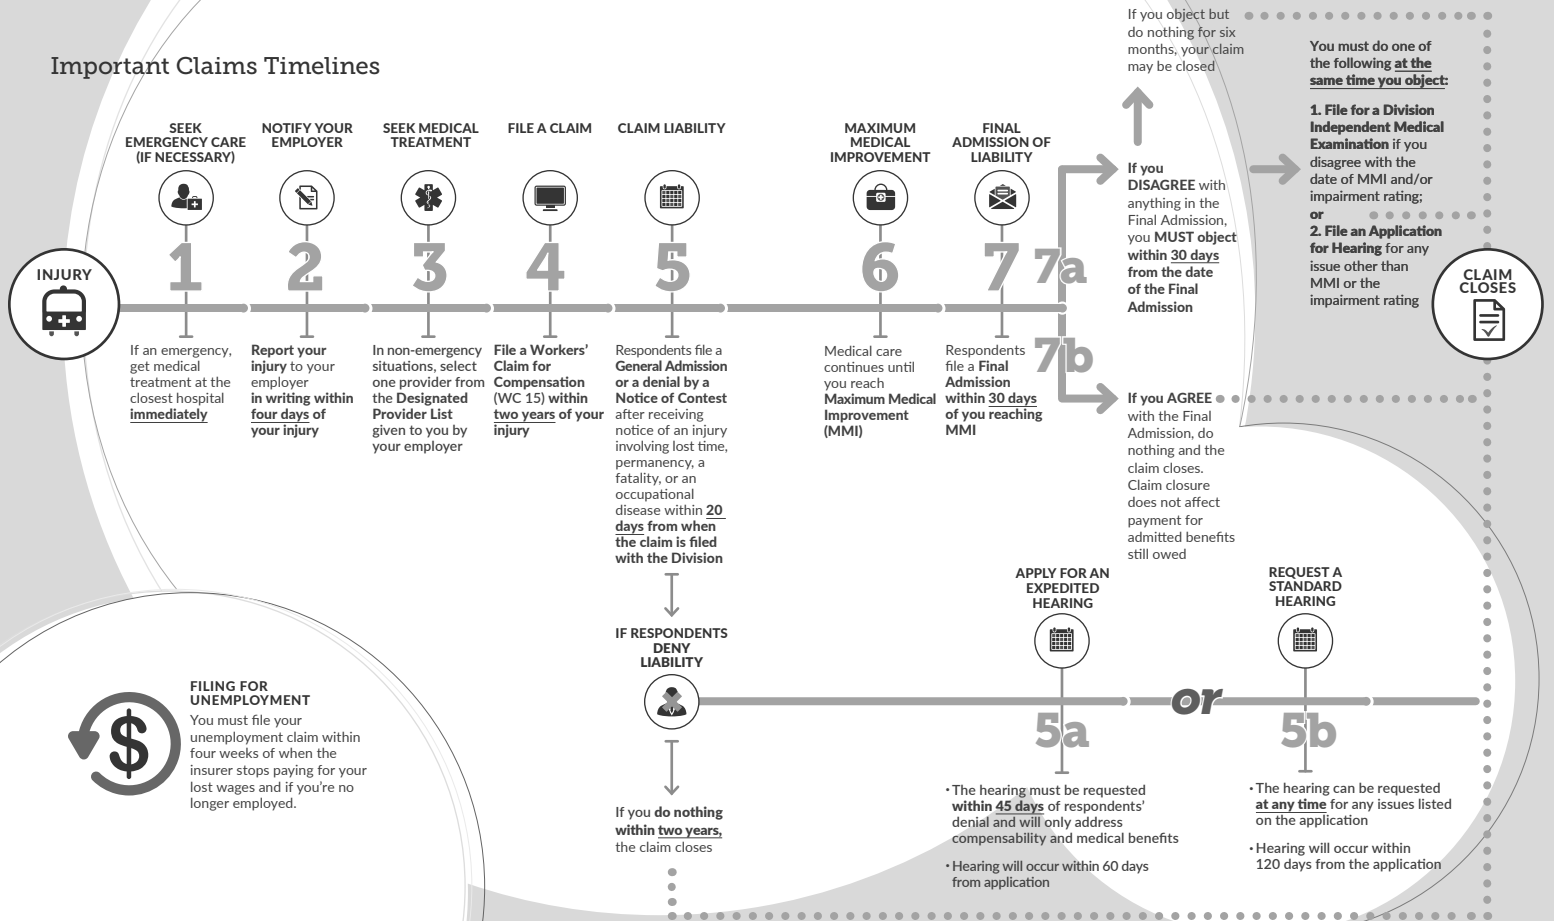 Important Claims Timelines
INJURY
SEEK
EMERGENCY CARE
(IF NECESSARY)
1
If an emergency,
get medical
treatment at the
closest hospital
immediately
NOTIFY YOUR
EMPLOYER
2
Report your
injury to your
employer
in writing within
four days of
your injury
SEEK MEDICAL
TREATMENT
3
In non-emergency
situations, select
one provider from
the Designated
Provider List
given to you by
your employer
FILE A CLAIM
4
File a Workers’
Claim for
Compensation
(WC 15) within
two years of your
injury
CLAIM LIABILITY
5
Respondents file a
General Admission
or a denial by a
Notice of Contest
after receiving
notice of an injury
involving lost time,
permanency, a
fatality, or an
occupational
disease within 20
days from when
the claim is filed
with the Division
MAXIMUM
MEDICAL
IMPROVEMENT
6
Medical care
continues until
you reach
Maximum Medical
Improvement
(MMI)
FINAL
ADMISSION OF
LIABILITY
7
Respondents
file a Final
Admission
within 30 days
of you reaching
MMI
7a
If you
DISAGREE with
anything in the
Final Admission,
you MUST object
within 30 days
from the date
of the Final
Admission
If you object but
do nothing for six
months, your claim
may be closed
You must do one of
the following at the
same time you object:
1. File for a Division
Independent Medical
Examination if you
disagree with the
date of MMI and/or
impairment rating;
or
2. File an Application
for Hearing for any
issue other than
MMI or the
impairment rating
CLAIM
CLOSES
7b
If you AGREE
with the Final
Admission, do
nothing and the
claim closes.
Claim closure
does not affect
payment for
admitted benefits
still owed
IF RESPONDENTS
DENY
LIABILITY
If you do nothing
within two years,
the claim closes
APPLY FOR AN
EXPEDITED
HEARING
5a
• The hearing must be requested
within 45 days of respondents’
denial and will only address
compensability and medical benefits
• Hearing will occur within 60 days
from application
or
REQUEST A
STANDARD
HEARING
5b
• The hearing can be requested
at any time for any issues listed
on the application
• Hearing will occur within
120 days from the application
$
FILING FOR
UNEMPLOYMENT
You must file your
unemployment claim within
four weeks of when the
insurer stops paying for your
lost wages and if you’re no
longer employed.